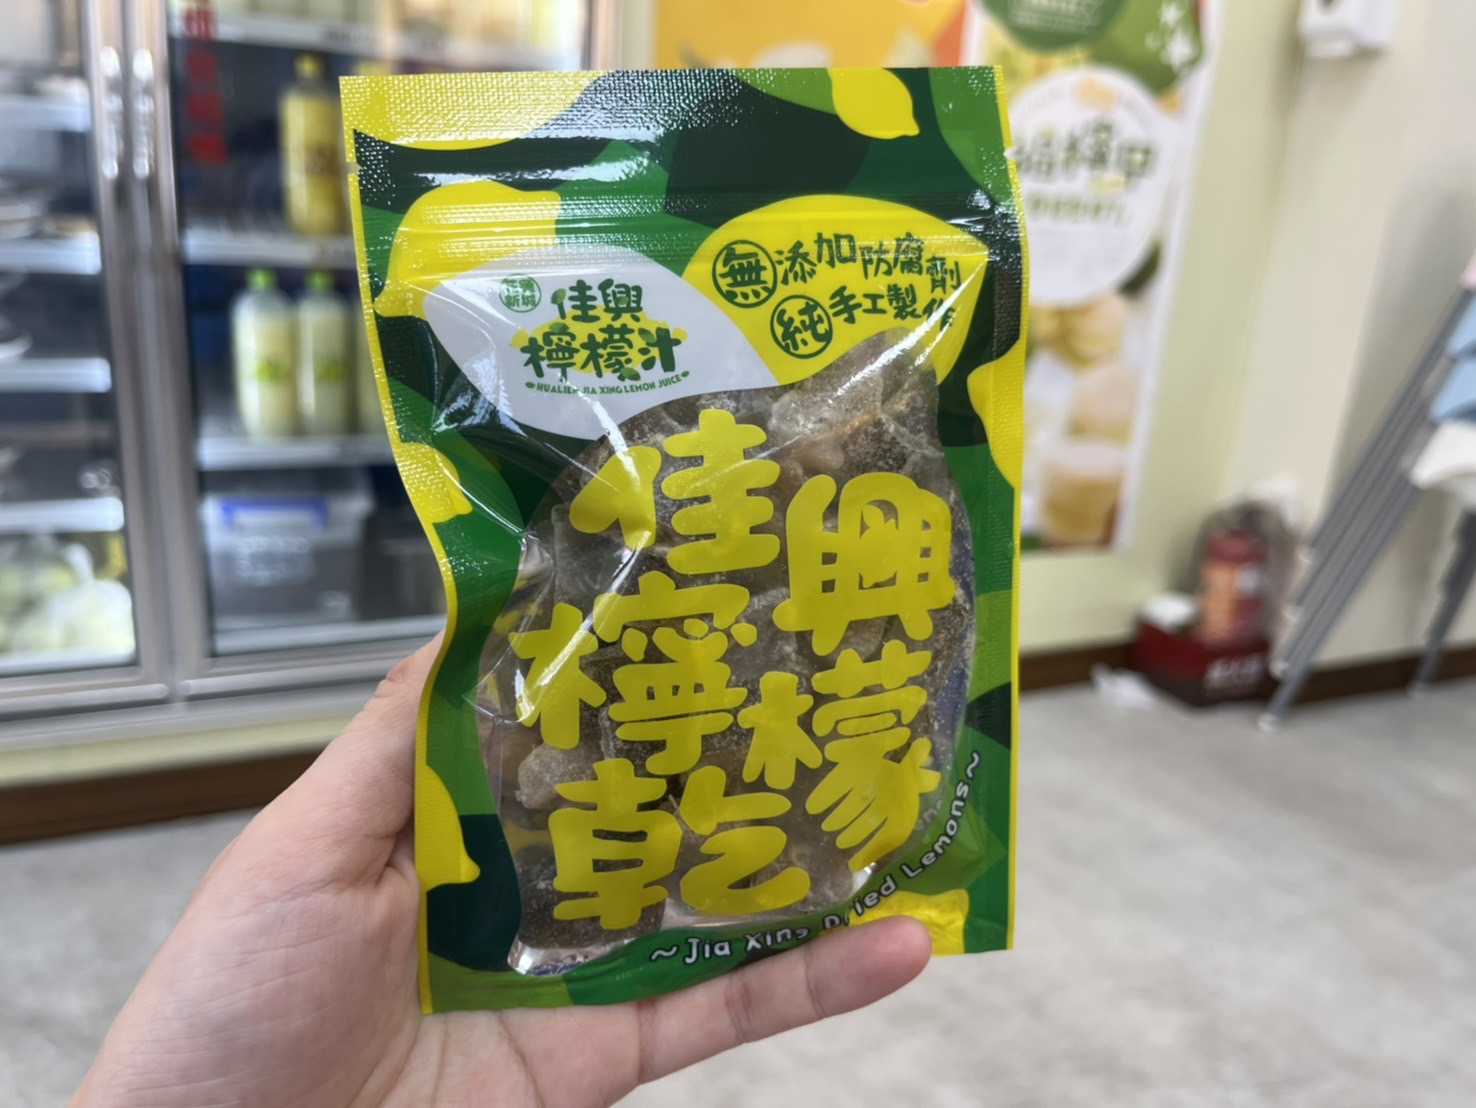 花蓮
新城
佳興
檸檬汁
HUALIEN JIA XING LEMON JUICE
無添加防腐劑
純手工製作
佳興
檸檬
乾
~Jia Xing Dried Lemons~